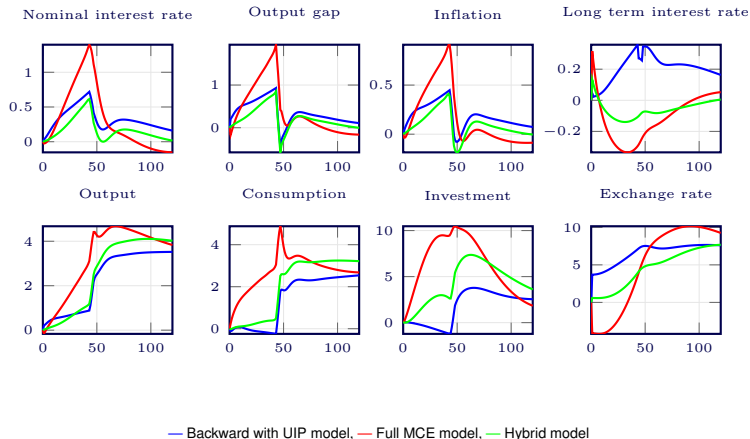 Nominal interest rate
Output gap
Inflation
Long term interest rate
1
0.5
0
0 50 100
1
0
0 50 100
0.5
0
0 50 100
0.2
0
−0.2
0 50 100
Output
Consumption
Investment
Exchange rate
4
2
0
0 50 100
4
2
0
0 50 100
10
5
0
0 50 100
10
5
0
0 50 100
Backward with UIP model, Full MCE model, Hybrid model